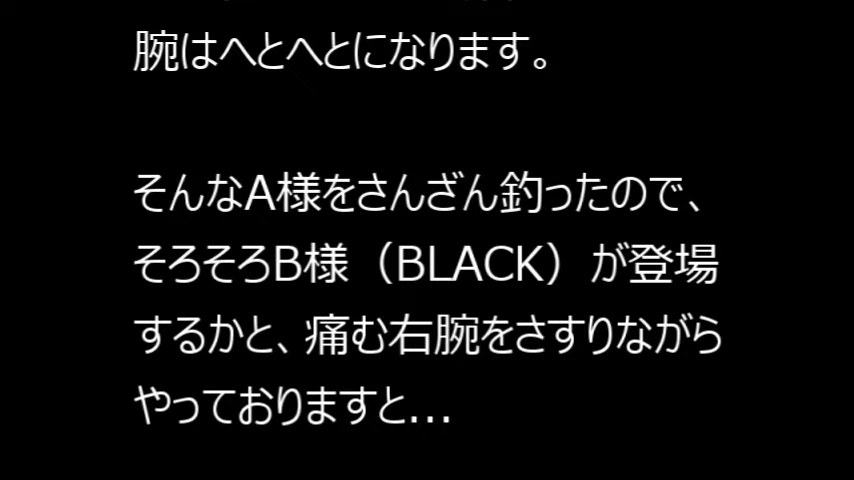 腕はへとへとになります。
そんなA様をさんざん釣ったので、
そろそろB様（BLACK）が登場
するかと、痛む右腕をさすりながら
やっておりますと...